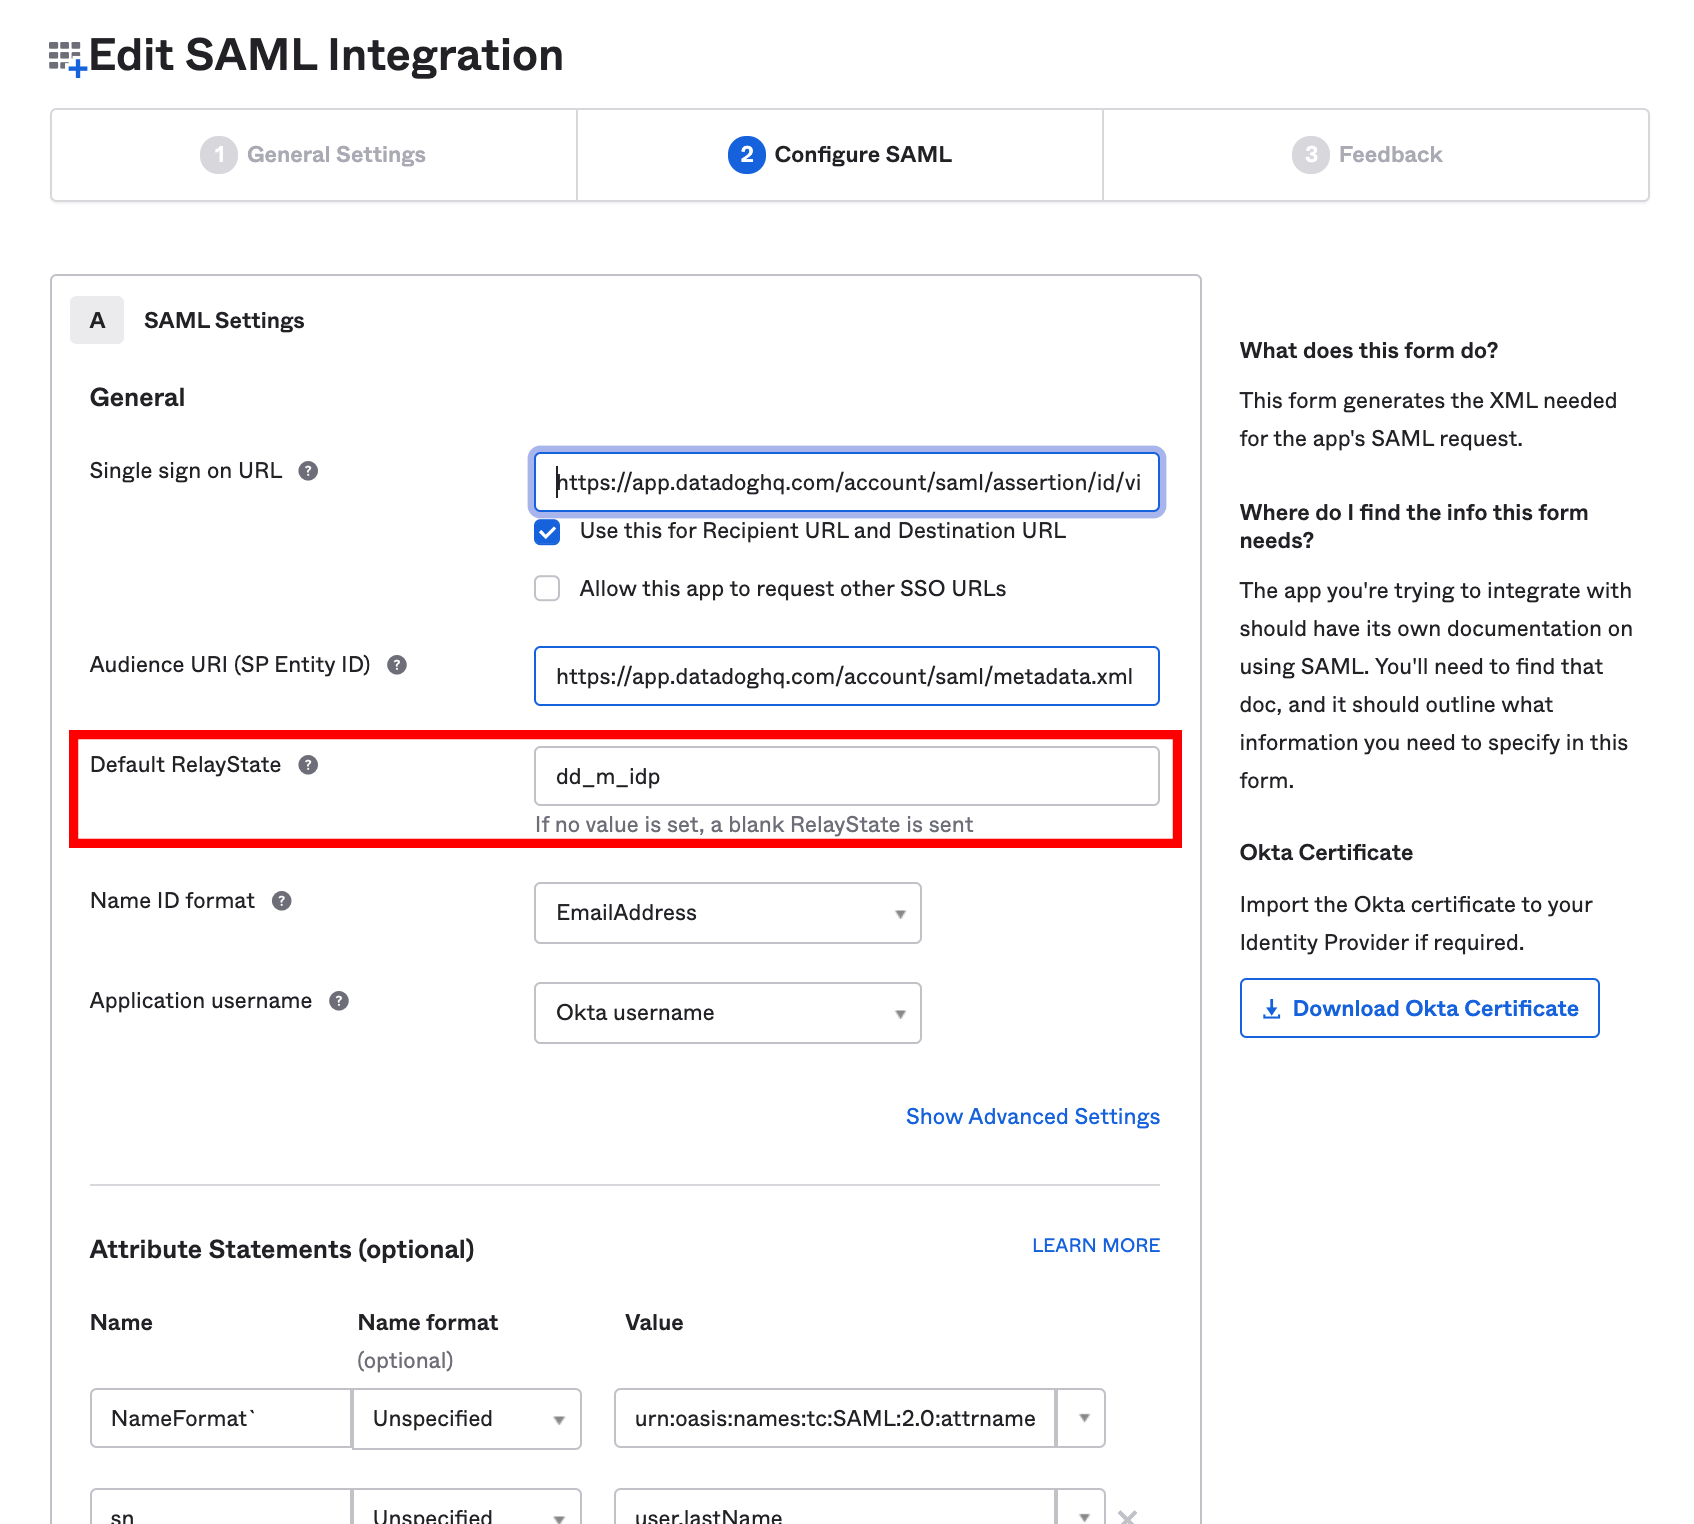 Edit SAML Integration
1 General Settings
2 Configure SAML
3 Feedback
A SAML Settings
General
Single sign on URL ?
https://app.datadoghq.com/account/saml/assertion/id/vi
Use this for Recipient URL and Destination URL
Allow this app to request other SSO URLs
Audience URI (SP Entity ID) ?
https://app.datadoghq.com/account/saml/metadata.xml
Default RelayState ?
dd_m_idp
If no value is set, a blank RelayState is sent
Name ID format ?
EmailAddress
Application username ?
Okta username
Show Advanced Settings
Attribute Statements (optional)
LEARN MORE
Name
Name format
(optional)
Value
NameFormat`
Unspecified
urn:oasis:names:tc:SAML:2.0:attrname
sn
Unspecified
user.lastName
What does this form do?
This form generates the XML needed
for the app's SAML request.
Where do I find the info this form
needs?
The app you're trying to integrate with
should have its own documentation on
using SAML. You'll need to find that
doc, and it should outline what
information you need to specify in this
form.
Okta Certificate
Import the Okta certificate to your
Identity Provider if required.
Download Okta Certificate